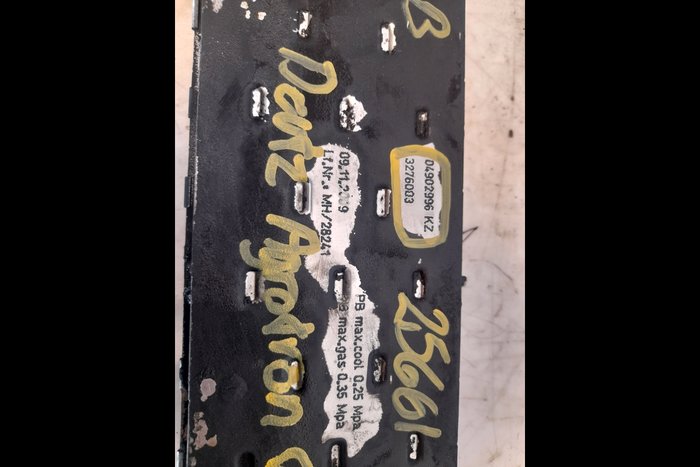 B
04902996 KZ
3276003
25661
09.11.2009
Lf.Nr.: MH/28241
PB max.cool 0.25 Mpa
PB max.gas 0.35 Mpa
Deutz Agrotron